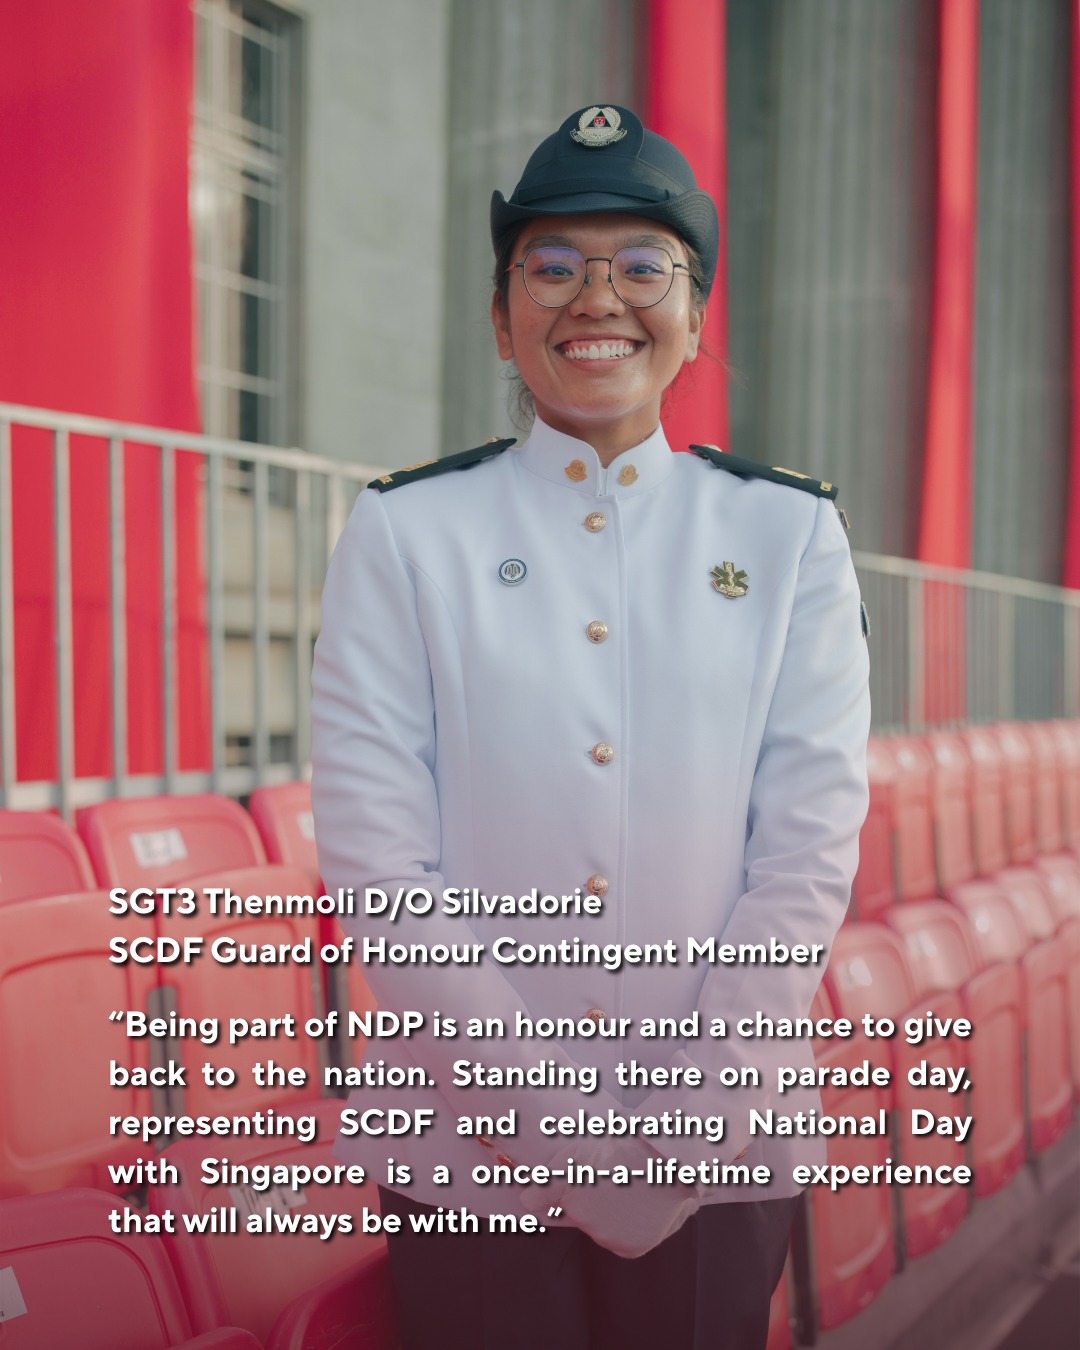 SGT3 Thenmoli D/O Silvadorie
SCDF Guard of Honour Contingent Member
“Being part of NDP is an honour and a chance to give
back to the nation. Standing there on parade day,
representing SCDF and celebrating National Day
with Singapore is a once-in-a-lifetime experience
that will always be with me.”